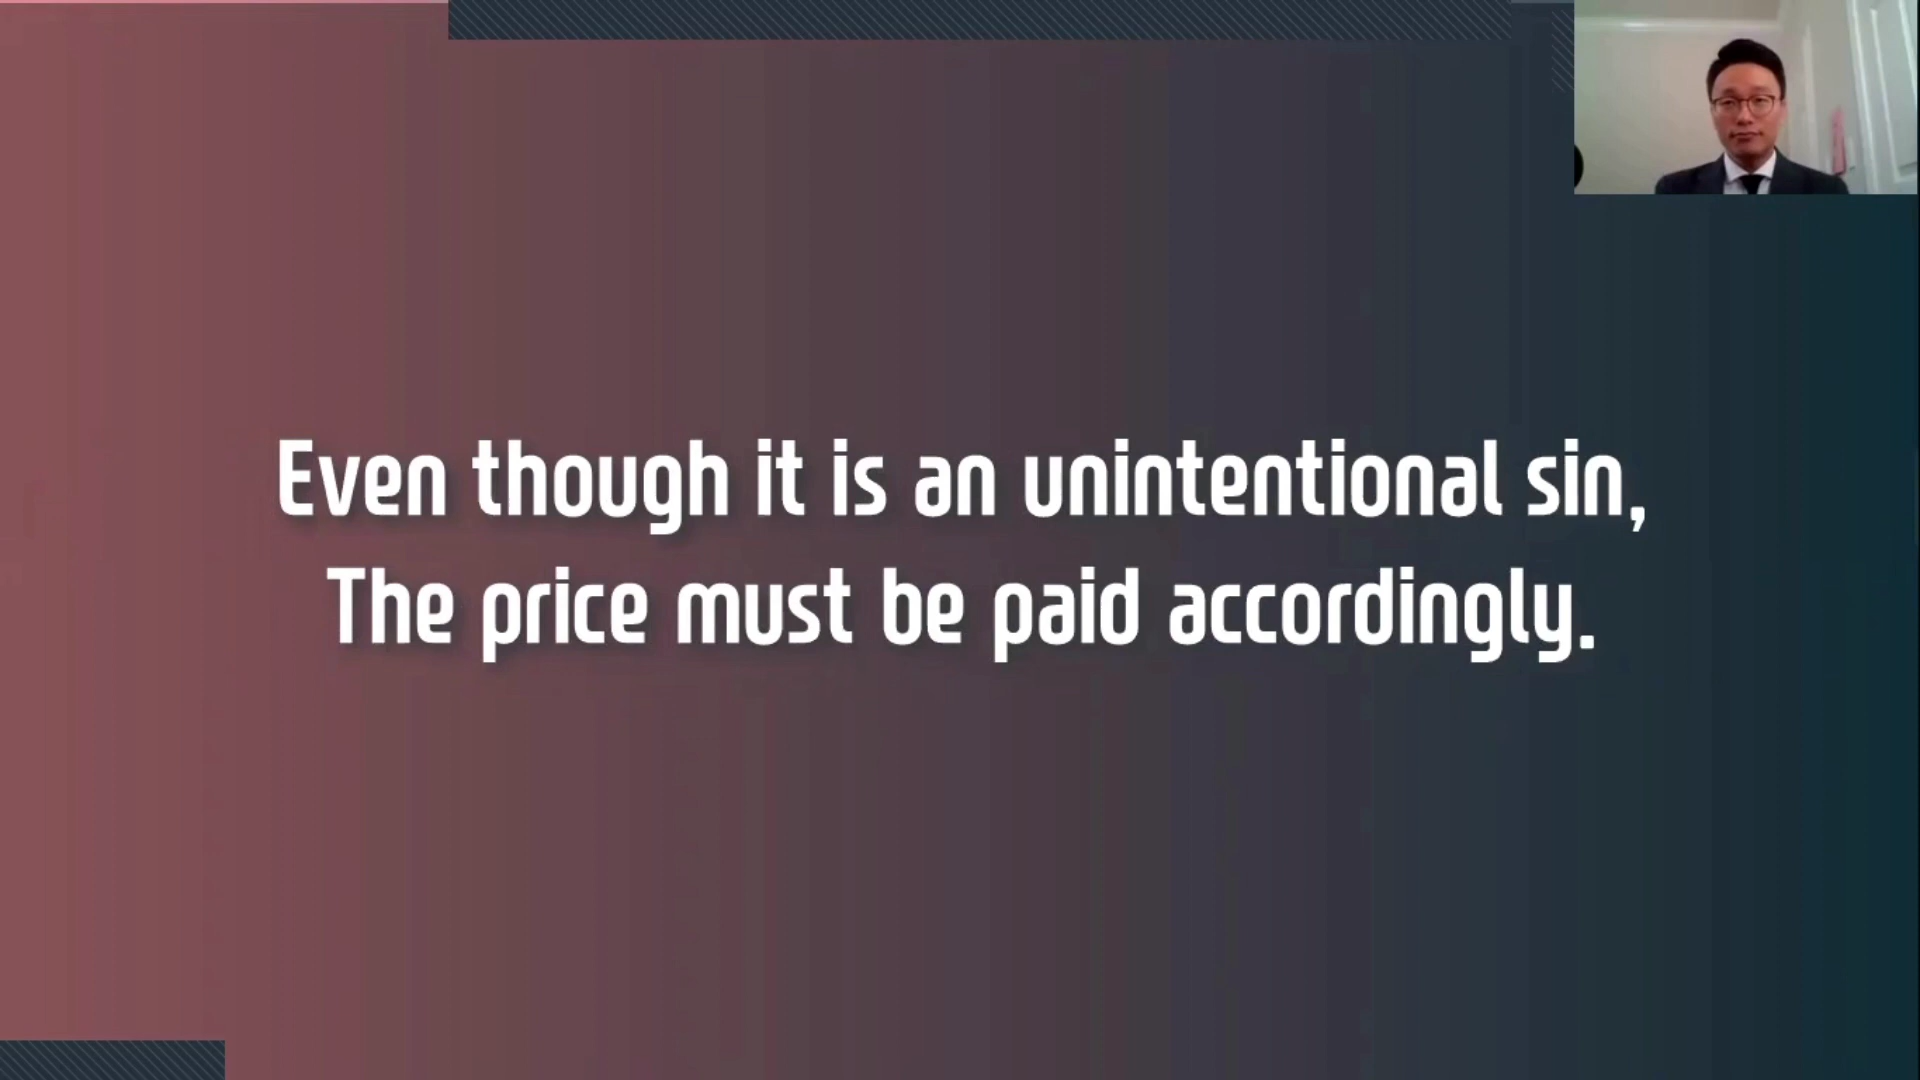 Even though it is an unintentional sin,
The price must be paid accordingly.